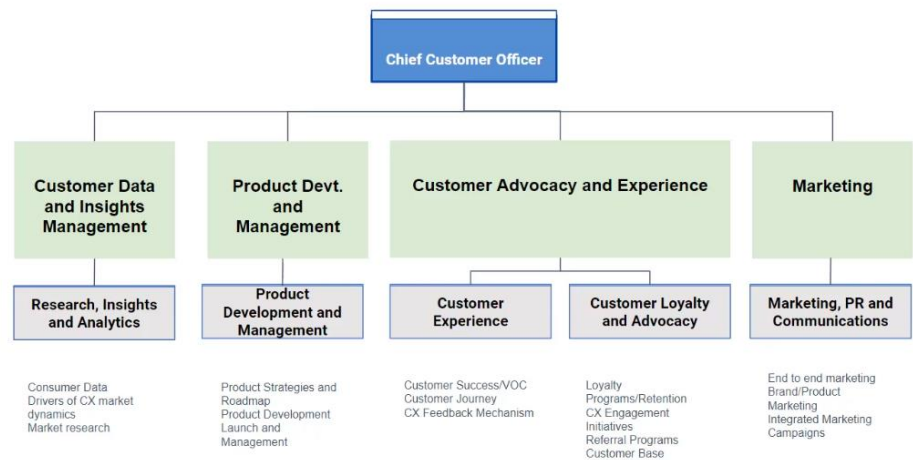 Chief Customer Officer
Customer Data
and Insights
Management
Product Devt.
and
Management
Customer Advocacy and Experience
Marketing
Research, Insights
and Analytics
Product
Development and
Management
Customer
Experience
Customer Loyalty
and Advocacy
Marketing, PR and
Communications
Consumer Data
Drivers of CX market
dynamics
Market research
Product Strategies and
Roadmap
Product Development
Launch and
Management
Customer Success/VOC
Customer Journey
CX Feedback Mechanism
Loyalty
Programs/Retention
CX Engagement
Initiatives
Referral Programs
Customer Base
End to end marketing
Brand/Product
Marketing
Integrated Marketing
Campaigns